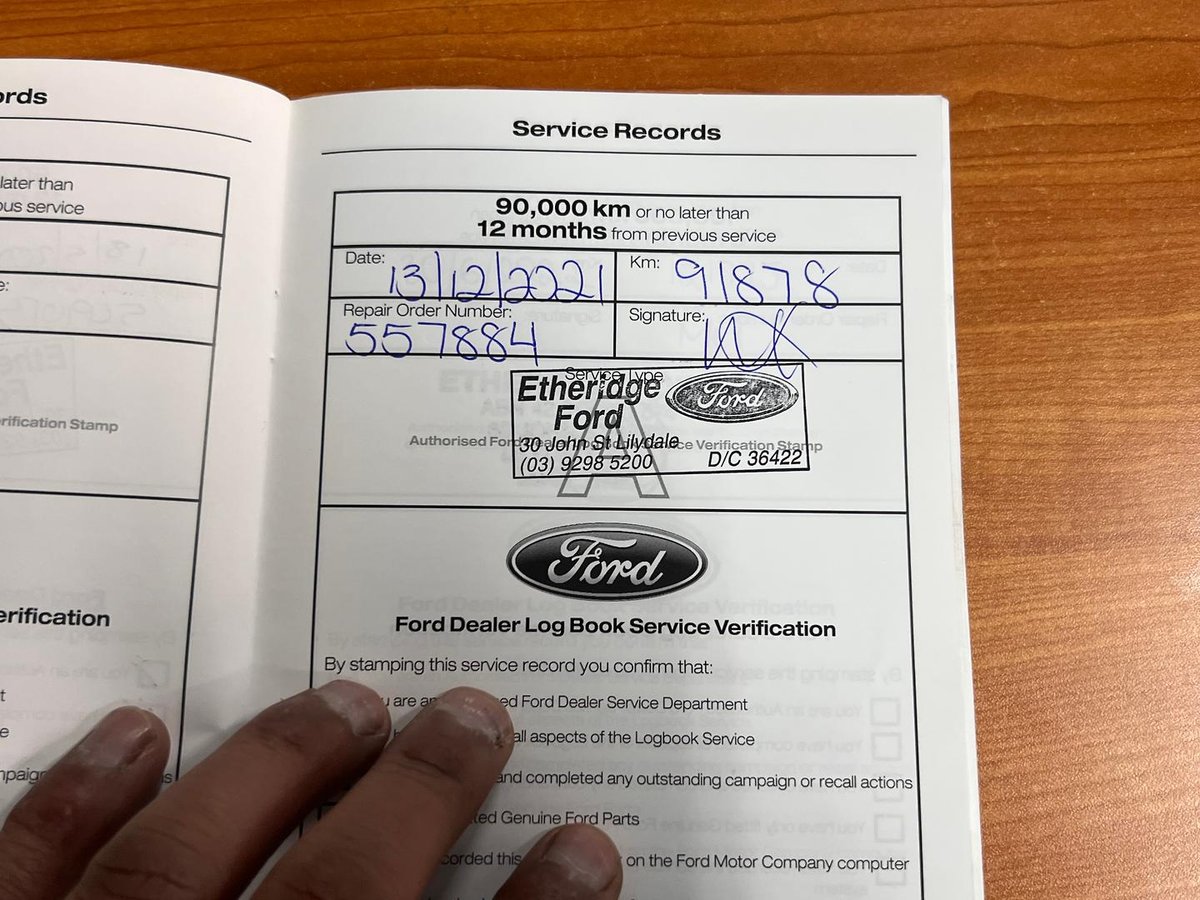 ords
later than
ous service
e:
rification Stamp
erification
t
e
mpaign
s
Service Records
90,000 km or no later than
12 months from previous service
Date: 13/12/2021
Km: 91878
Repair Order Number:
557884
Signature:
Service Type
A
Etheridge
Ford
30 John St Lilydale
(03) 9298 5200
D/C 36422
Ford
Authorised Ford Service Verification Stamp
Ford
Ford Dealer Log Book Service Verification
By stamping this service record you confirm that:
u are an ed Ford Dealer Service Department
all aspects of the Logbook Service
and completed any outstanding campaign or recall actions
ted Genuine Ford Parts
corded this on the Ford Motor Company computer